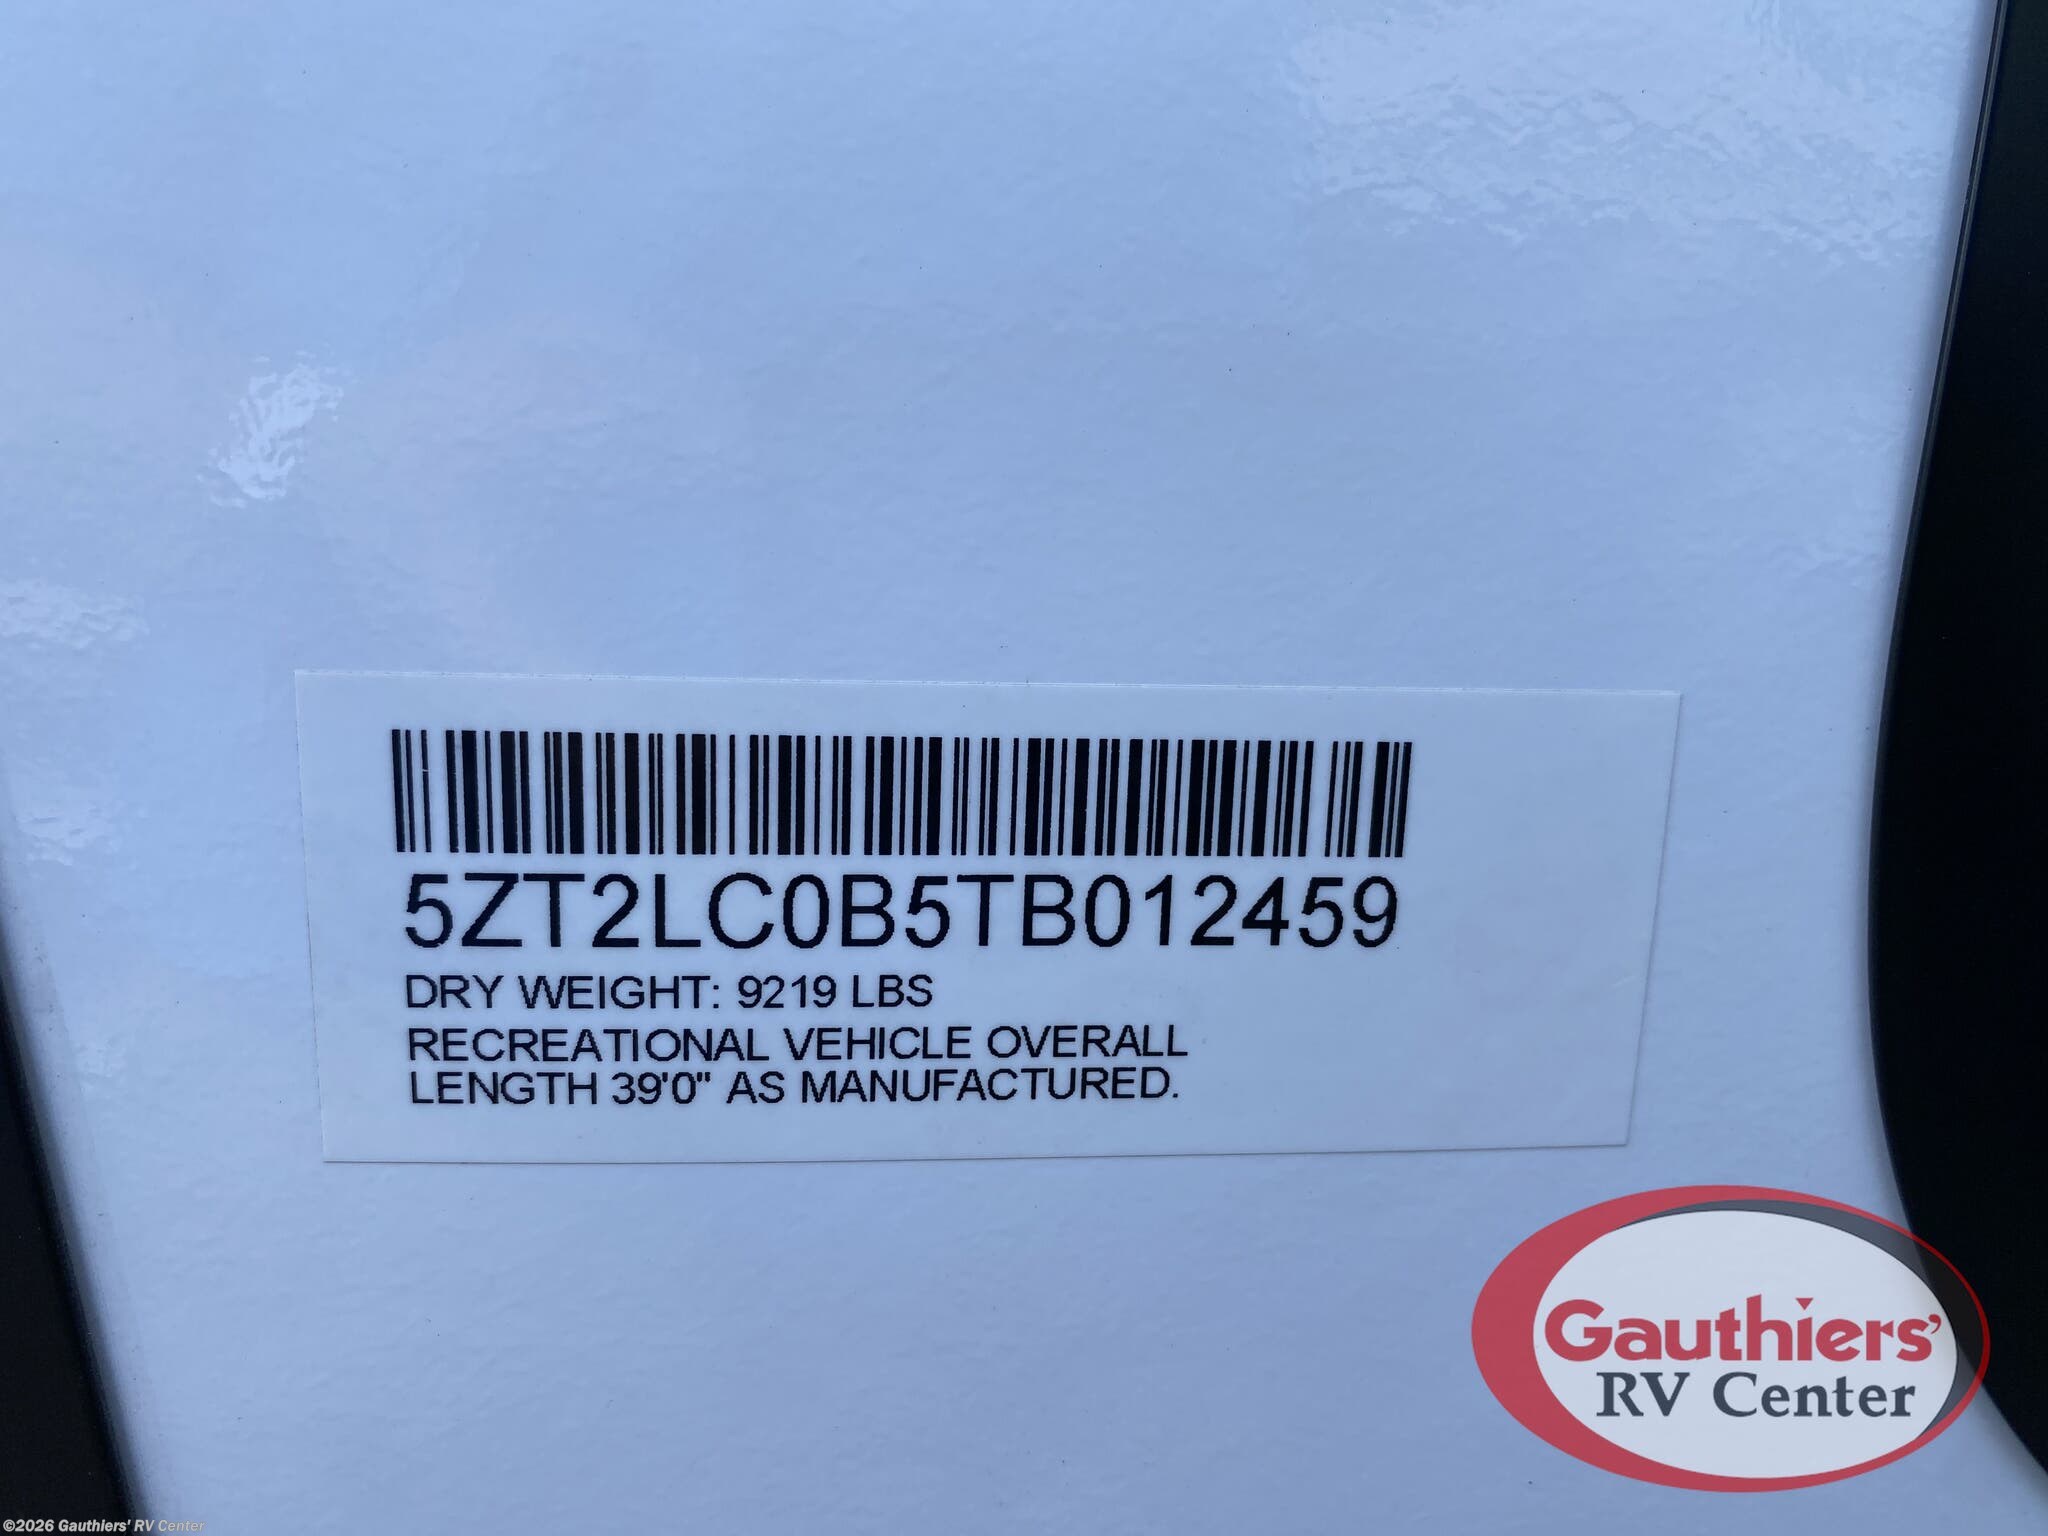 5ZT2LC0B5TB012459
DRY WEIGHT: 9219 LBS
RECREATIONAL VEHICLE OVERALL
LENGTH 39'0" AS MANUFACTURED.
Gauthiers'
RV Center
©2026 Gauthiers' RV Center